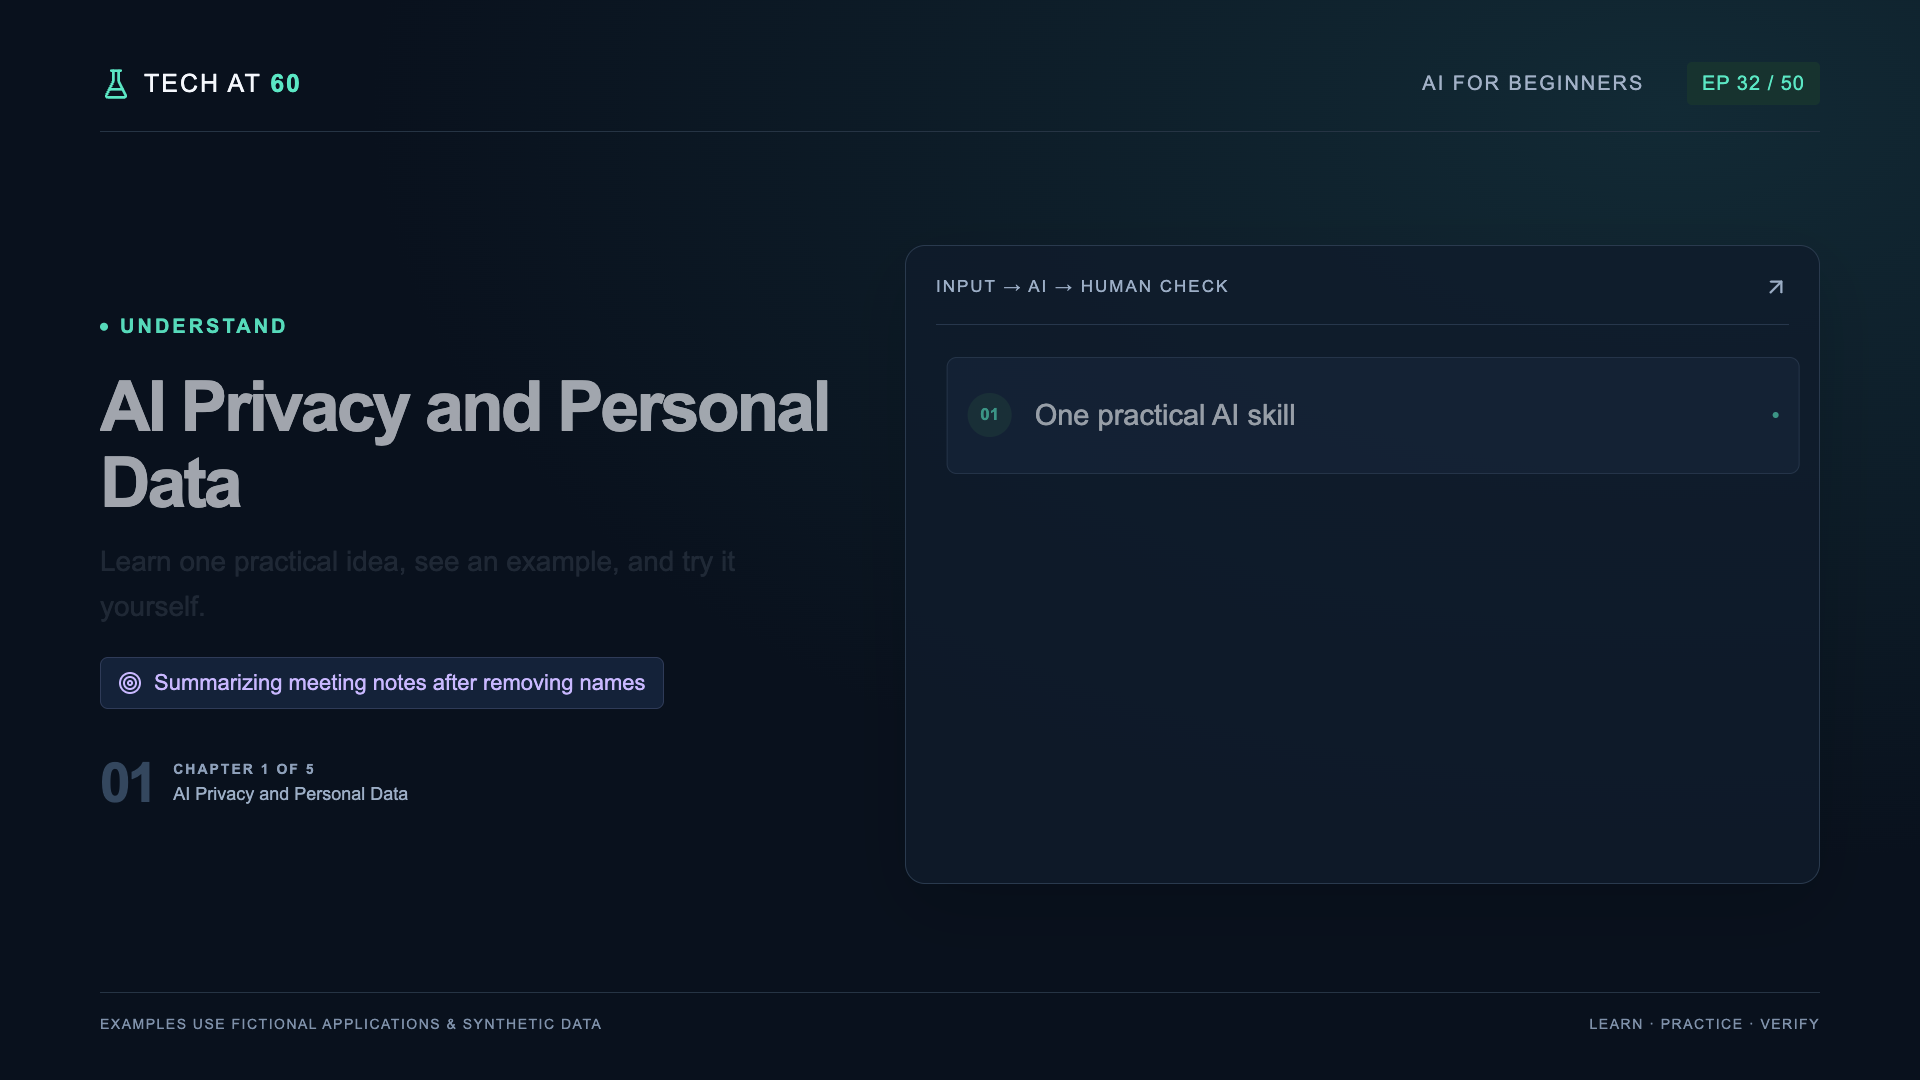 TECH AT 60
AI FOR BEGINNERS
EP 32 / 50
UNDERSTAND
AI Privacy and Personal
Data
Learn one practical idea, see an example, and try it
yourself.
Summarizing meeting notes after removing names
01
CHAPTER 1 OF 5
AI Privacy and Personal Data
INPUT → AI → HUMAN CHECK
01
One practical AI skill
EXAMPLES USE FICTIONAL APPLICATIONS & SYNTHETIC DATA
LEARN · PRACTICE · VERIFY